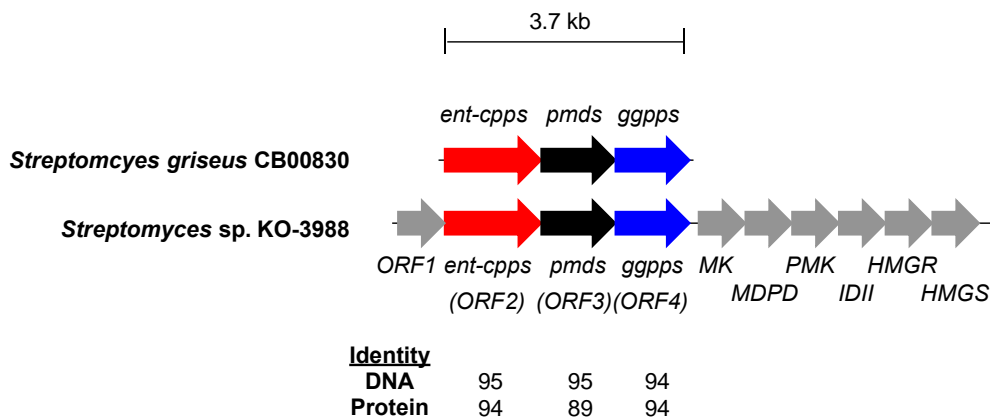 3.7 kb
ent-cpps pmds ggpps
Streptomcyes griseus CB00830
Streptomyces sp. KO-3988
ORF1 ent-cpps pmds ggpps MK PMK HMGR
(ORF2) (ORF3) (ORF4) MDPD IDII HMGS
Identity
DNA 95 95 94
Protein 94 89 94